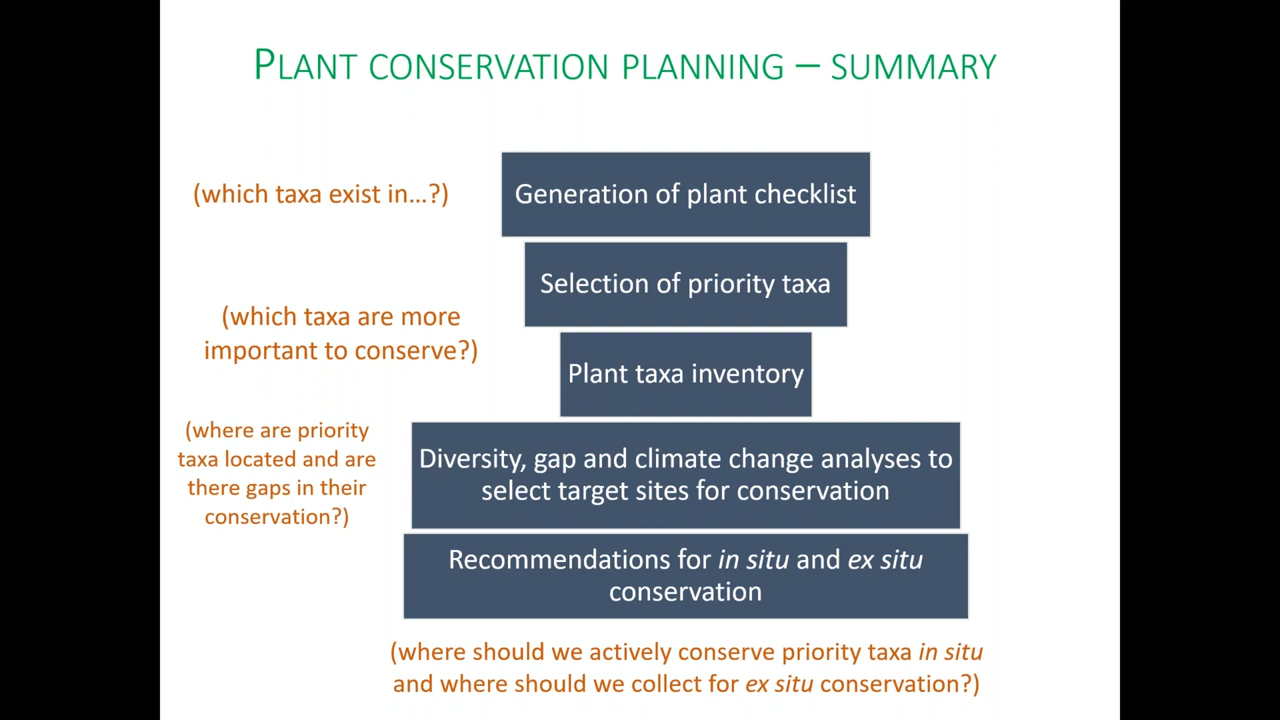 PLANT CONSERVATION PLANNING – SUMMARY
(which taxa exist in...?)
Generation of plant checklist
Selection of priority taxa
(which taxa are more
important to conserve?)
Plant taxa inventory
(where are priority
taxa located and are
there gaps in their
conservation?)
Diversity, gap and climate change analyses to
select target sites for conservation
Recommendations for in situ and ex situ
conservation
(where should we actively conserve priority taxa in situ
and where should we collect for ex situ conservation?)